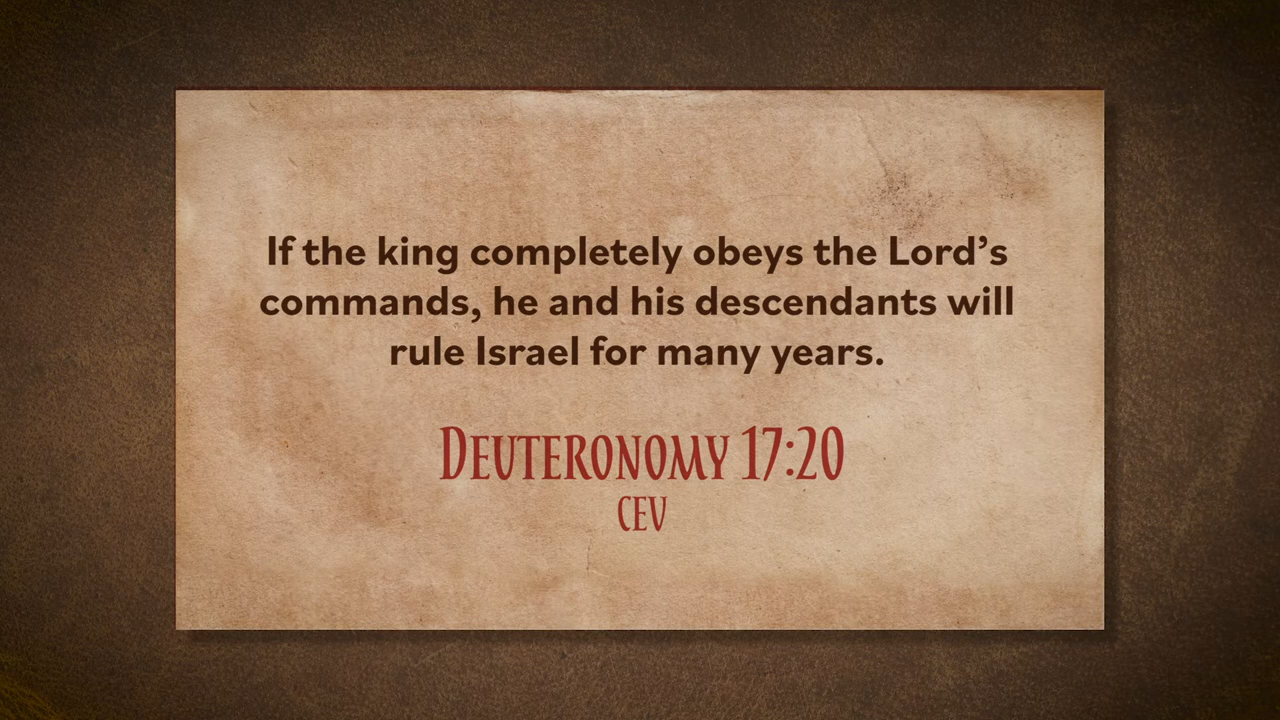 If the king completely obeys the Lord’s
commands, he and his descendants will
rule Israel for many years.
Deuteronomy 17:20
CEV